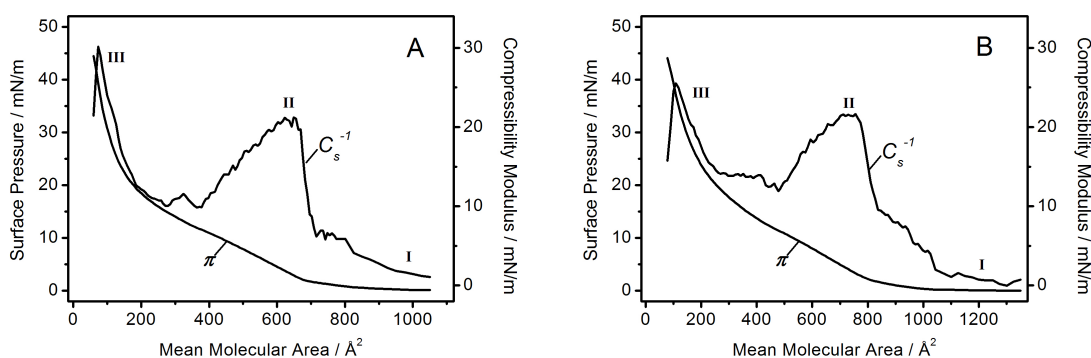 A
50
40
30
20
10
0
Surface Pressure / mN/m
0
200
400
600
800
1000
Mean Molecular Area / Å²
30
20
10
0
Compressibility Modulus / mN/m
III
II
I
Cₛ⁻¹
π
B
50
40
30
20
10
0
Surface Pressure / mN/m
0
200
400
600
800
1000
1200
Mean Molecular Area / Å²
30
20
10
0
Compressibility Modulus / mN/m
III
II
I
Cₛ⁻¹
π